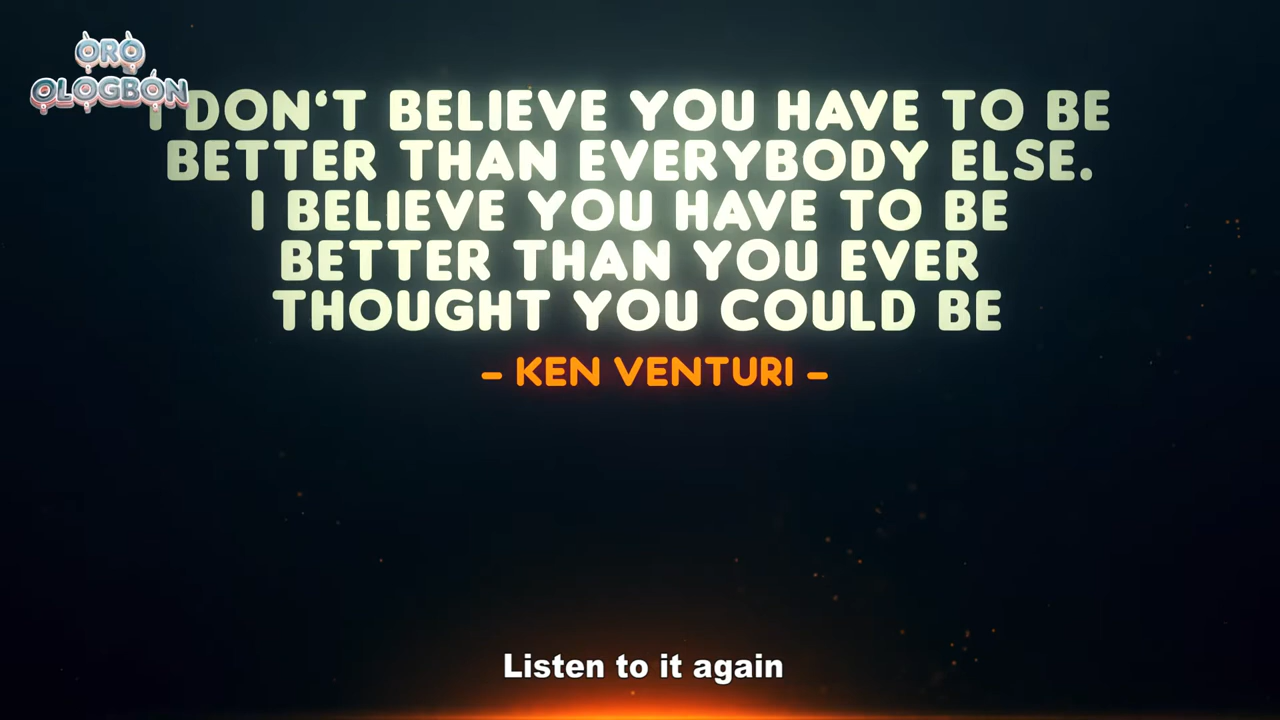 ÒRÒ
OLOGBÓN
I DON'T BELIEVE YOU HAVE TO BE
BETTER THAN EVERYBODY ELSE.
I BELIEVE YOU HAVE TO BE
BETTER THAN YOU EVER
THOUGHT YOU COULD BE
– KEN VENTURI –
Listen to it again